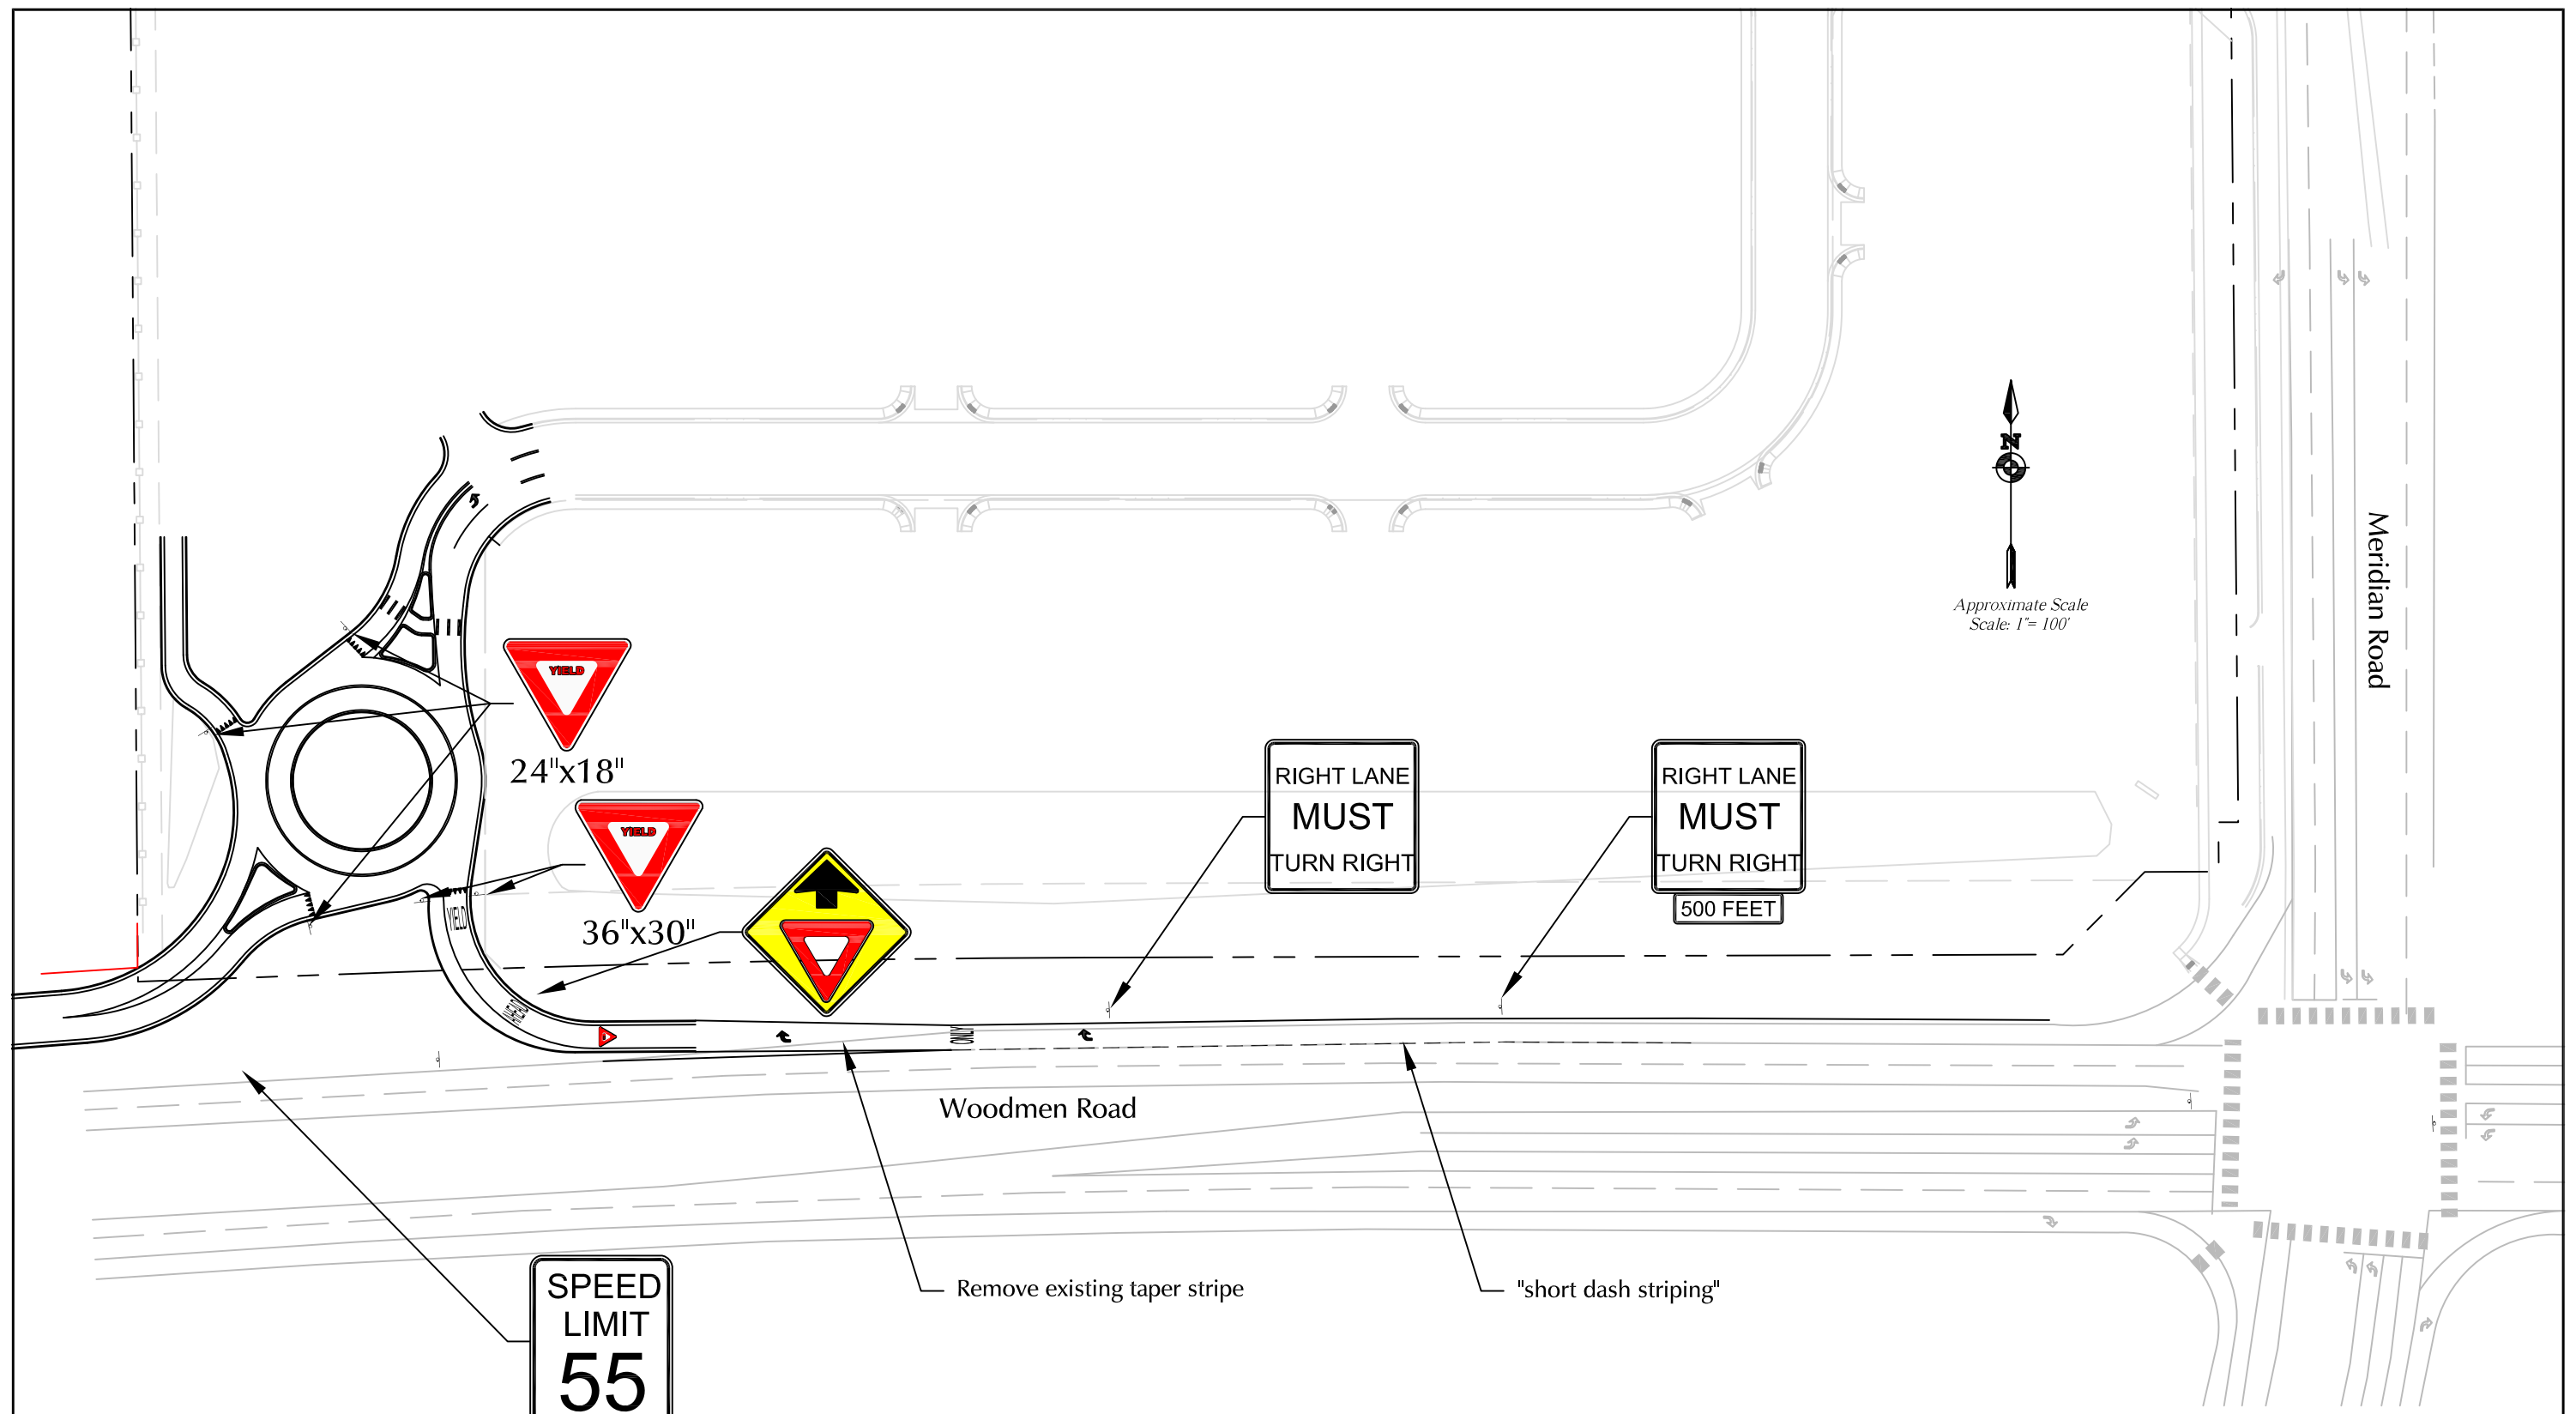 N
Approximate Scale
Scale: 1"= 100'
Meridian Road
YIELD
24"x18"
YIELD
36"x30"
YIELD
AHEAD
ONLY
RIGHT LANE
MUST
TURN RIGHT
RIGHT LANE
MUST
TURN RIGHT
500 FEET
Woodmen Road
Remove existing taper stripe
"short dash striping"
SPEED
LIMIT
55